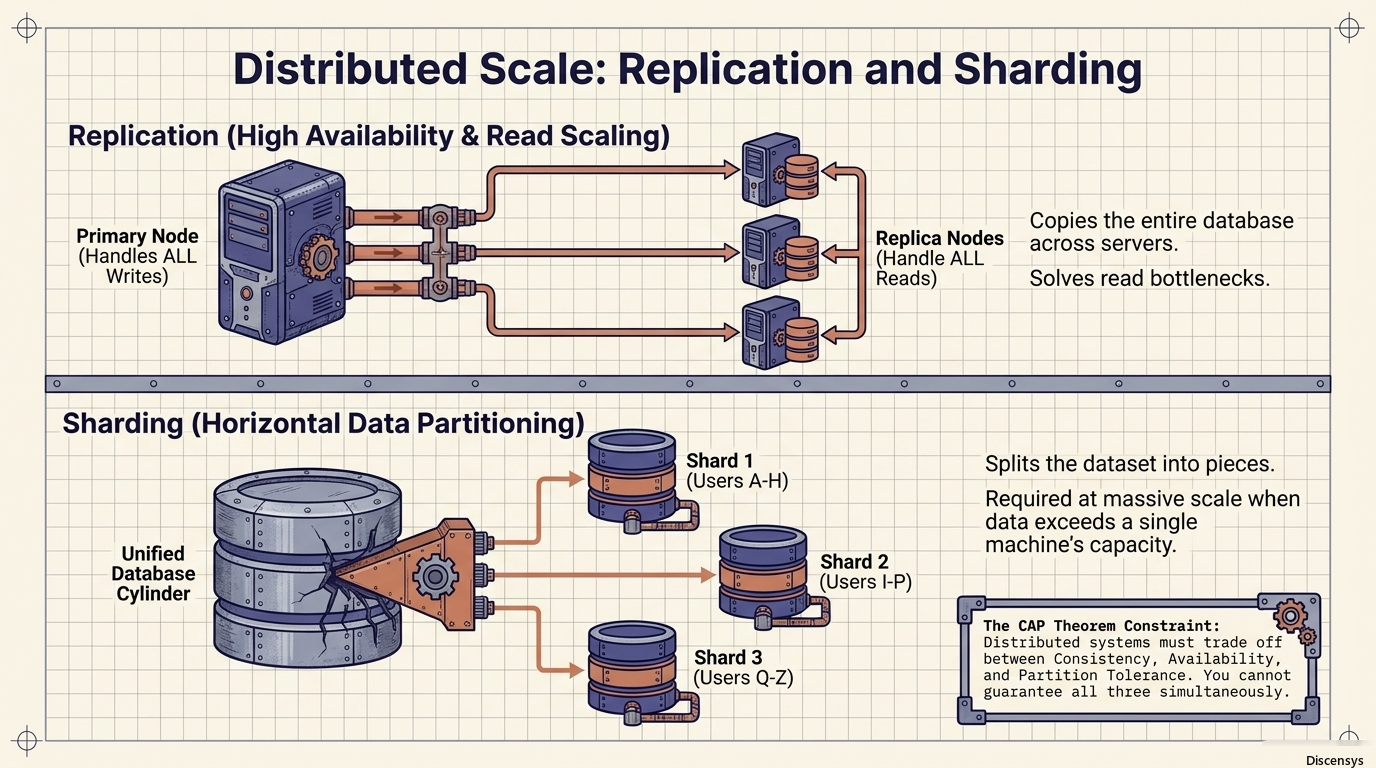 Distributed Scale: Replication and Sharding
Replication (High Availability & Read Scaling)
Primary Node
(Handles ALL
Writes)
Replica Nodes
(Handle ALL
Reads)
Copies the entire database
across servers.
Solves read bottlenecks.
Sharding (Horizontal Data Partitioning)
Unified
Database
Cylinder
Shard 1
(Users A-H)
Shard 2
(Users I-P)
Shard 3
(Users Q-Z)
Splits the dataset into pieces.
Required at massive scale when
data exceeds a single
machine's capacity.
The CAP Theorem Constraint:
Distributed systems must trade off
between Consistency, Availability,
and Partition Tolerance. You cannot
guarantee all three simultaneously.
Discensys